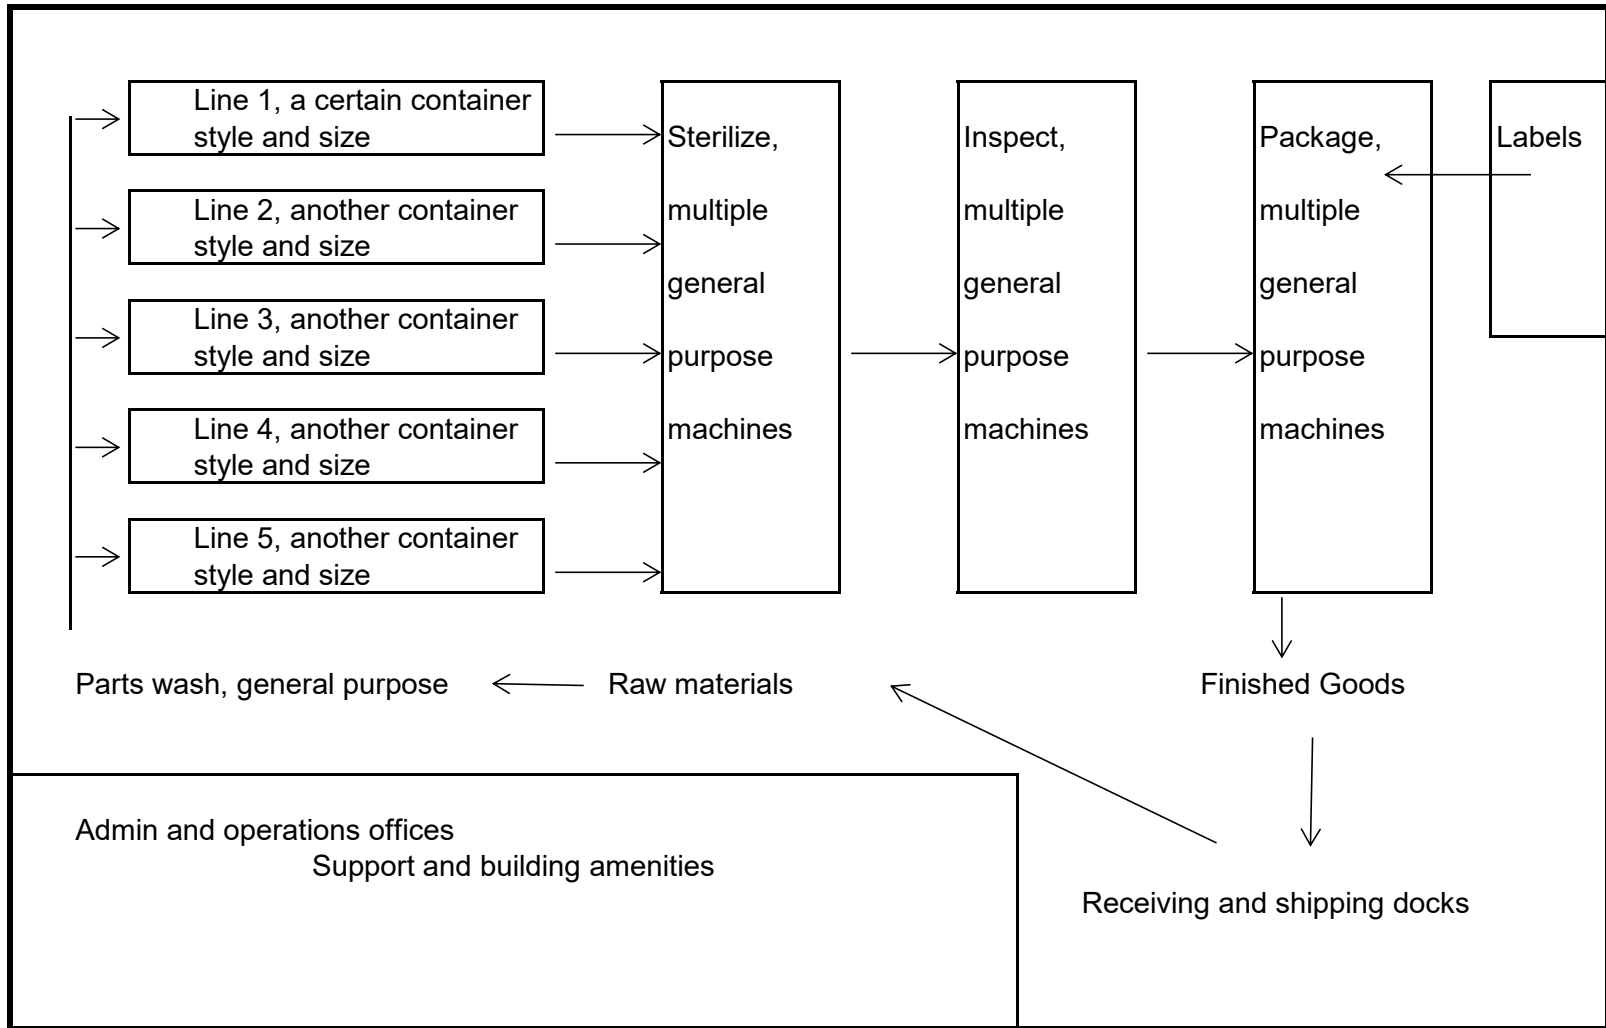 Line 1, a certain container
style and size
Line 2, another container
style and size
Line 3, another container
style and size
Line 4, another container
style and size
Line 5, another container
style and size
Sterilize,
multiple
general
purpose
machines
Inspect,
multiple
general
purpose
machines
Package,
multiple
general
purpose
machines
Labels
Parts wash, general purpose
Raw materials
Finished Goods
Admin and operations offices
Support and building amenities
Receiving and shipping docks